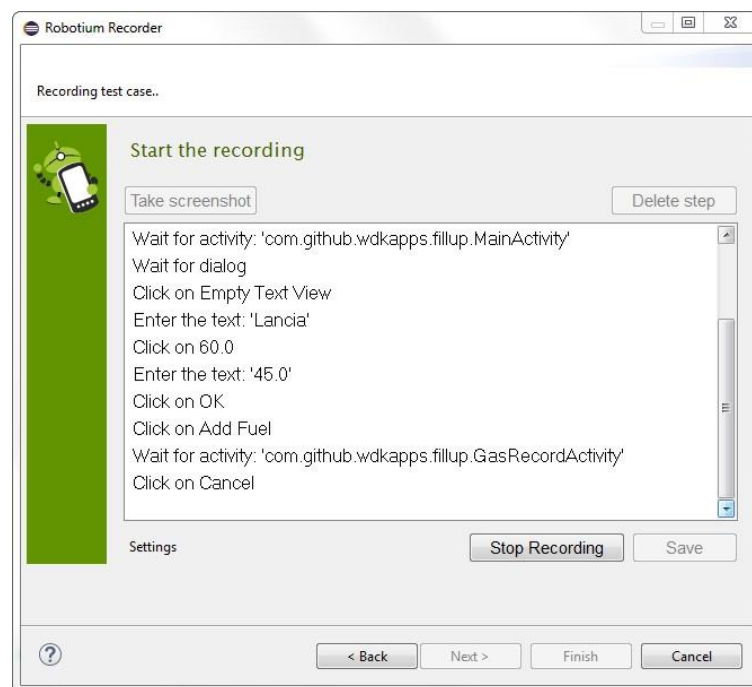 Robotium Recorder
Recording test case..
Start the recording
Take screenshot
Delete step
Wait for activity: 'com.github.wdkapps.fillup.MainActivity'
Wait for dialog
Click on Empty Text View
Enter the text: 'Lancia'
Click on 60.0
Enter the text: '45.0'
Click on OK
Click on Add Fuel
Wait for activity: 'com.github.wdkapps.fillup.GasRecordActivity'
Click on Cancel
Settings
Stop Recording
Save
?
< Back
Next >
Finish
Cancel